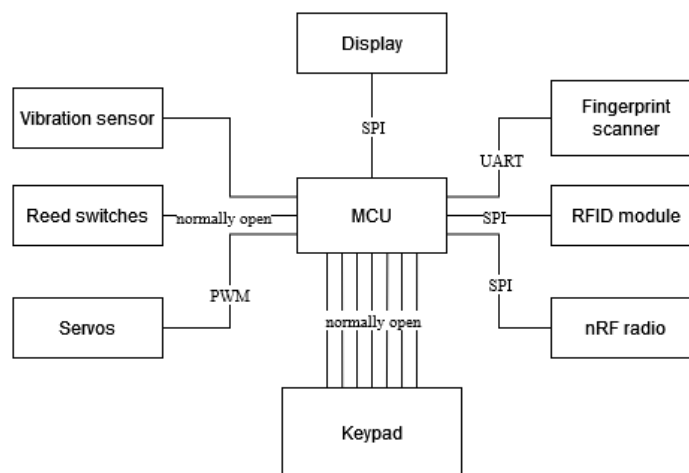 Display
Vibration sensor
Fingerprint
scanner
SPI
UART
Reed switches
normally open
MCU
SPI
RFID module
PWM
SPI
Servos
normally open
nRF radio
Keypad